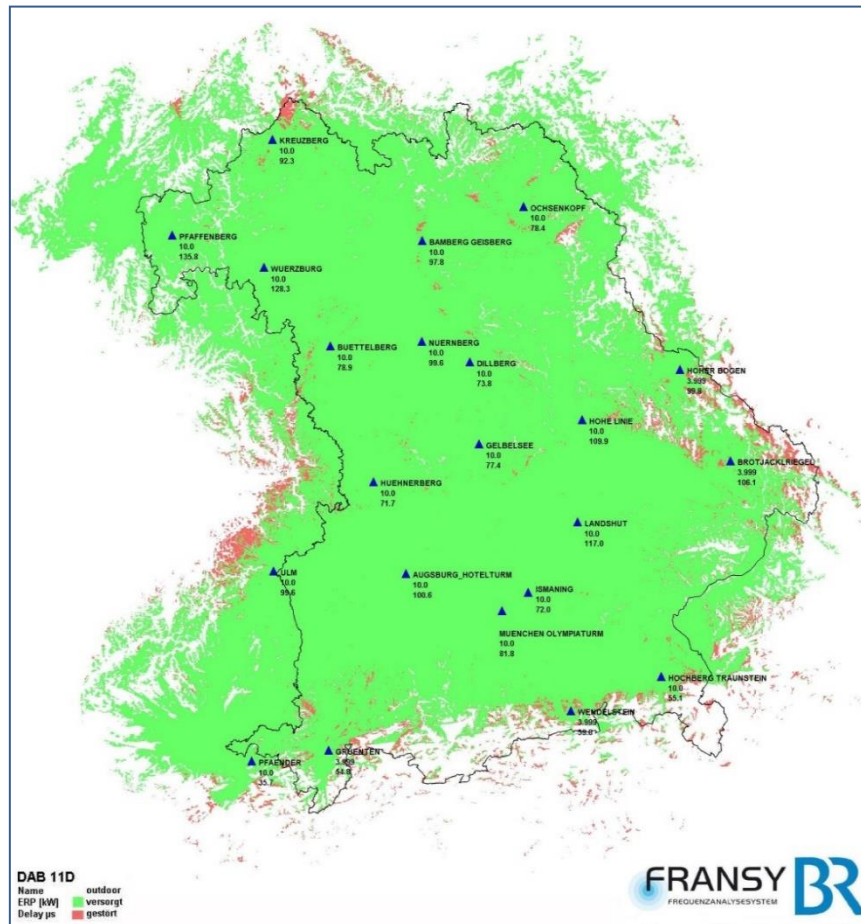 KREUZBERG
10.0
92.3
OCHSENKOPF
10.0
78.4
PFAFFENBERG
10.0
135.8
BAMBERG GEISBERG
10.0
97.8
WUERZBURG
10.0
128.3
BUETTELBERG
10.0
78.9
NUERNBERG
10.0
99.6
DILLBERG
10.0
73.8
HOHER BOGEN
3.999
99.8
HOHE LINIE
10.0
109.9
GELBELSEE
10.0
77.4
BROTJACKLRIEGEL
3.999
106.1
HUEHNERBERG
10.0
71.7
LANDSHUT
10.0
117.0
ULM
10.0
99.6
AUGSBURG_HOTELTURM
10.0
100.6
ISMANING
10.0
72.0
MUENCHEN OLYMPIATURM
10.0
81.8
HOCHBERG TRAUNSTEIN
10.0
55.1
WENDELSTEIN
3.999
GRUENTEN
3.999
54.8
PFAENDER
10.0
35.7
DAB 11D
Name outdoor
ERP [kW] versorgt
Delay µs gestört
FRANSY
FREQUENZANALYSESYSTEM
BR